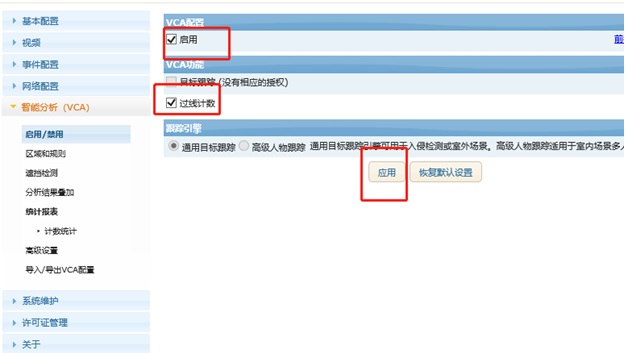 基本配置
视频
事件配置
网络配置
智能分析（VCA）
启用/禁用
区域和规则
遮挡检测
分析结果叠加
统计报表
计数统计
高级设置
导入/导出VCA配置
系统维护
许可证管理
关于
VCA配置
启用
前
VCA功能
目标跟踪 (没有相应的授权)
过线计数
跟踪引擎
通用目标跟踪 高级人物跟踪 通用目标跟踪引擎可用于入侵检测或室外场景。高级人物跟踪适用于室内场景多人
应用 恢复默认设置